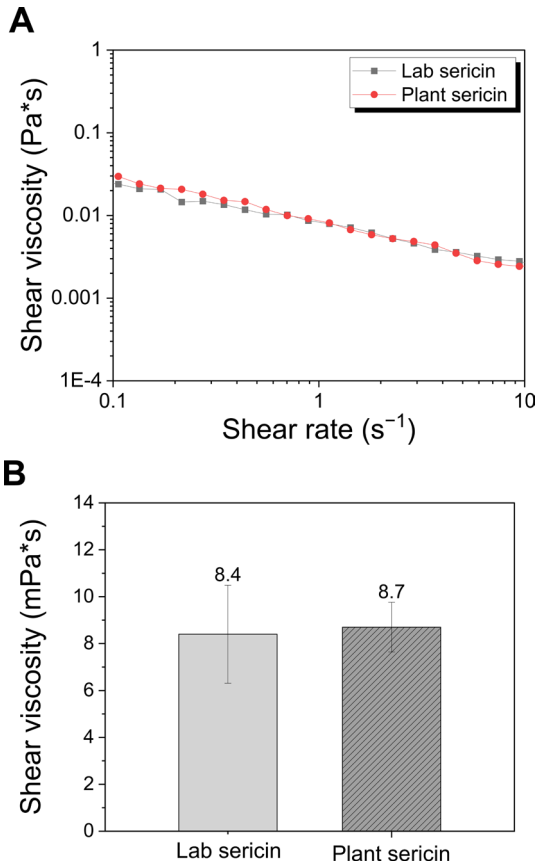 A
Shear viscosity (Pa*s)
1
0.1
0.01
0.001
1E-4
Lab sericin
Plant sericin
0.1 1 10
Shear rate (s⁻¹)
B
Shear viscosity (mPa*s)
14
12
10
8
6
4
2
0
8.4 8.7
Lab sericin Plant sericin